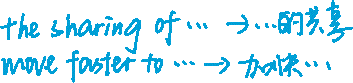 the sharing of … → …的共享
move faster to … → 加快…